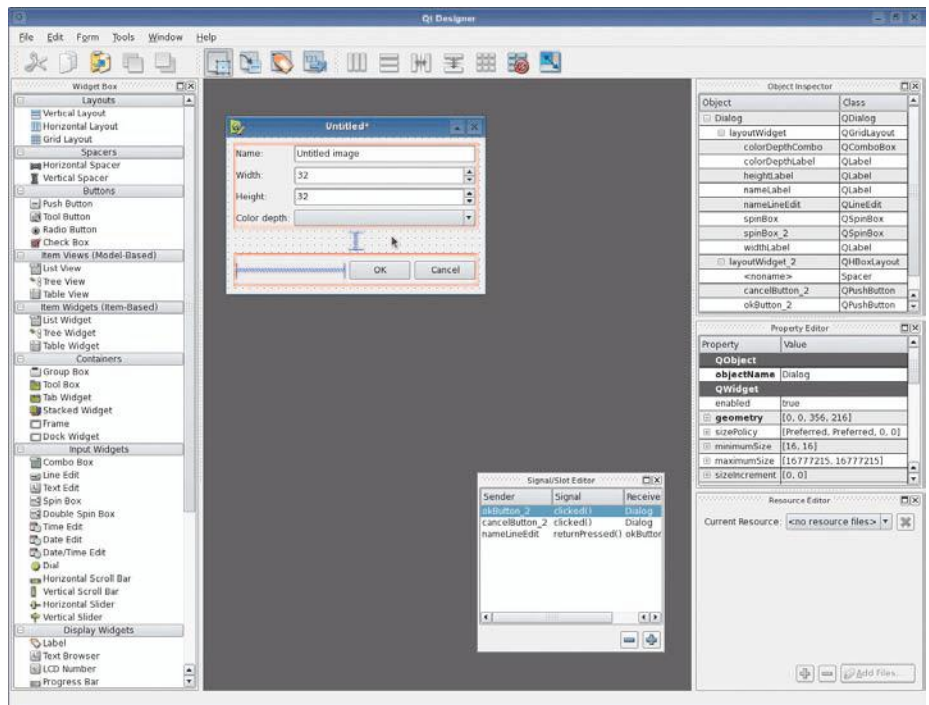 Qt Designer
File Edit Form Tools Window Help
Widget Box
Layouts
Vertical Layout
Horizontal Layout
Grid Layout
Spacers
Horizontal Spacer
Vertical Spacer
Buttons
Push Button
Tool Button
Radio Button
Check Box
Item Views (Model-Based)
List View
Tree View
Table View
Item Widgets (Item-Based)
List Widget
Tree Widget
Table Widget
Containers
Group Box
Tool Box
Tab Widget
Stacked Widget
Frame
Dock Widget
Input Widgets
Combo Box
Line Edit
Text Edit
Spin Box
Double Spin Box
Time Edit
Date Edit
Date/Time Edit
Dial
Horizontal Scroll Bar
Vertical Scroll Bar
Horizontal Slider
Vertical Slider
Display Widgets
Label
Text Browser
LCD Number
Progress Bar
Untitled*
Name: Untitled image
Width: 32
Height: 32
Color depth:
OK Cancel
Signal/Slot Editor
Sender Signal Receive
okButton_2 clicked() Dialog
cancelButton_2 clicked() Dialog
nameLineEdit returnPressed() okButtor
Object Inspector
Object Class
Dialog QDialog
layoutWidget QGridLayout
colorDepthCombo QComboBox
colorDepthLabel QLabel
heightLabel QLabel
nameLabel QLabel
nameLineEdit QLineEdit
spinBox QSpinBox
spinBox_2 QSpinBox
widthLabel QLabel
layoutWidget_2 QHBoxLayout
<noname> Spacer
cancelButton_2 QPushButton
okButton_2 QPushButton
Property Editor
Property Value
QObject
objectName Dialog
QWidget
enabled true
geometry [0, 0, 356, 216]
sizePolicy [Preferred, Preferred, 0, 0]
minimumSize [16, 16]
maximumSize [16777215, 16777215]
sizeIncrement [0, 0]
Resource Editor
Current Resource: <no resource files>
Add Files...